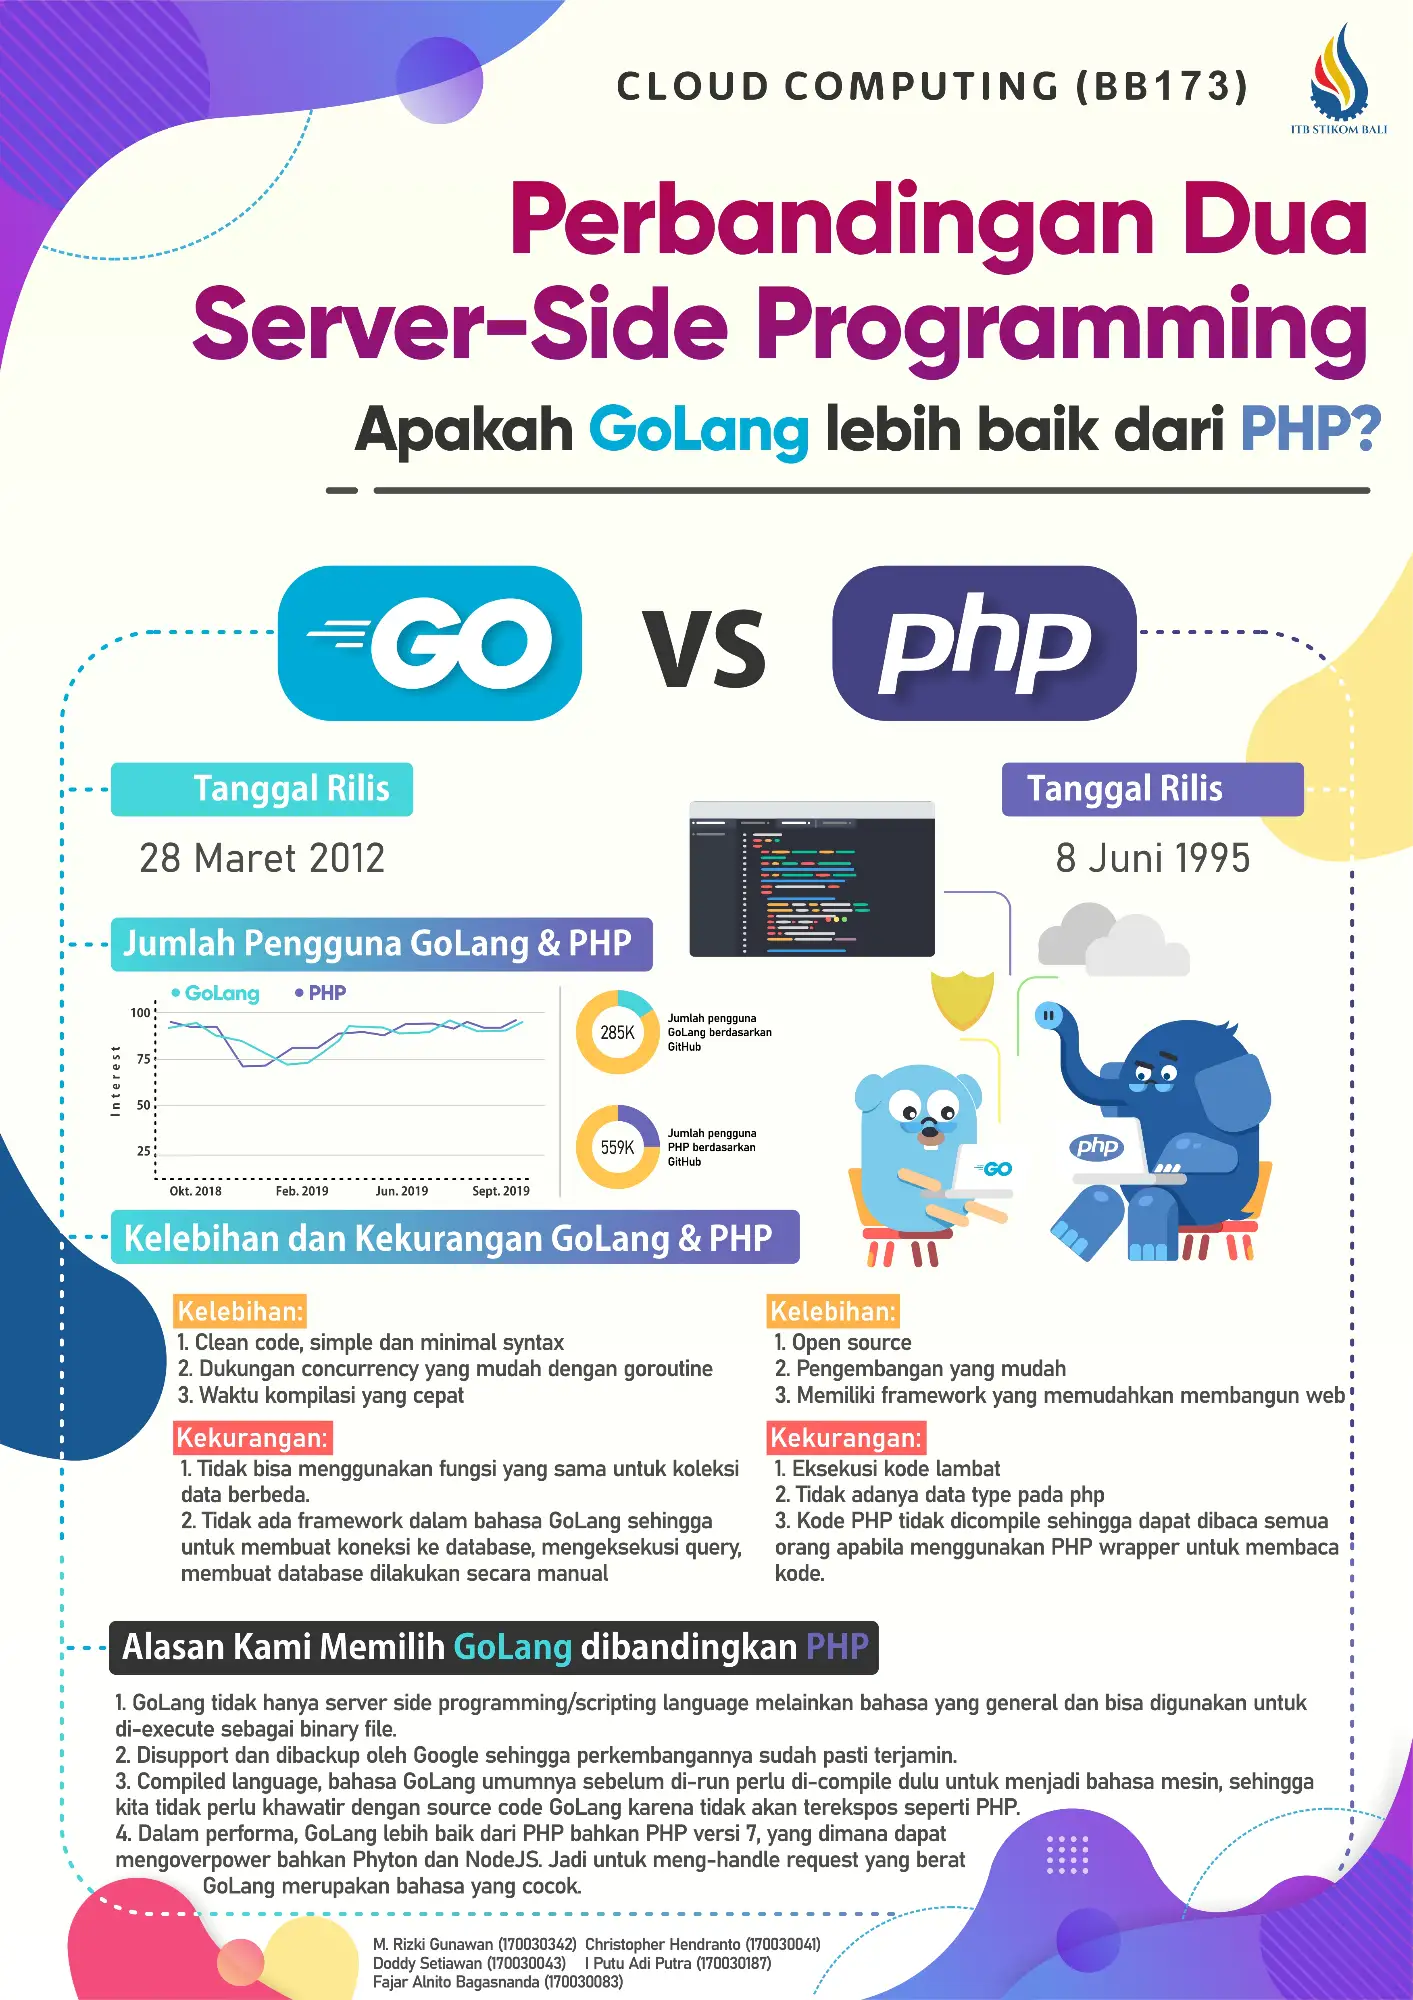 CLOUD COMPUTING (BB173)
ITB STIKOM BALI
Perbandingan Dua
Server-Side Programming
Apakah GoLang lebih baik dari PHP?
GO
VS
php
Tanggal Rilis
28 Maret 2012
Tanggal Rilis
8 Juni 1995
Jumlah Pengguna GoLang & PHP
GoLang
PHP
Interest
100
75
50
25
Okt. 2018
Feb. 2019
Jun. 2019
Sept. 2019
285K
Jumlah pengguna
GoLang berdasarkan
GitHub
559K
Jumlah pengguna
PHP berdasarkan
GitHub
GO
php
Kelebihan dan Kekurangan GoLang & PHP
Kelebihan:
1. Clean code, simple dan minimal syntax
2. Dukungan concurrency yang mudah dengan goroutine
3. Waktu kompilasi yang cepat
Kekurangan:
1. Tidak bisa menggunakan fungsi yang sama untuk koleksi
data berbeda.
2. Tidak ada framework dalam bahasa GoLang sehingga
untuk membuat koneksi ke database, mengeksekusi query,
membuat database dilakukan secara manual
Kelebihan:
1. Open source
2. Pengembangan yang mudah
3. Memiliki framework yang memudahkan membangun web
Kekurangan:
1. Eksekusi kode lambat
2. Tidak adanya data type pada php
3. Kode PHP tidak dicompile sehingga dapat dibaca semua
orang apabila menggunakan PHP wrapper untuk membaca
kode.
Alasan Kami Memilih GoLang dibandingkan PHP
1. GoLang tidak hanya server side programming/scripting language melainkan bahasa yang general dan bisa digunakan untuk
di-execute sebagai binary file.
2. Disupport dan dibackup oleh Google sehingga perkembangannya sudah pasti terjamin.
3. Compiled language, bahasa GoLang umumnya sebelum di-run perlu di-compile dulu untuk menjadi bahasa mesin, sehingga
kita tidak perlu khawatir dengan source code GoLang karena tidak akan terekspos seperti PHP.
4. Dalam performa, GoLang lebih baik dari PHP bahkan PHP versi 7, yang dimana dapat
mengoverpower bahkan Phyton dan NodeJS. Jadi untuk meng-handle request yang berat
GoLang merupakan bahasa yang cocok.
M. Rizki Gunawan (170030342) Christopher Hendranto (170030041)
Doddy Setiawan (170030043) I Putu Adi Putra (170030187)
Fajar Alnito Bagasnanda (170030083)